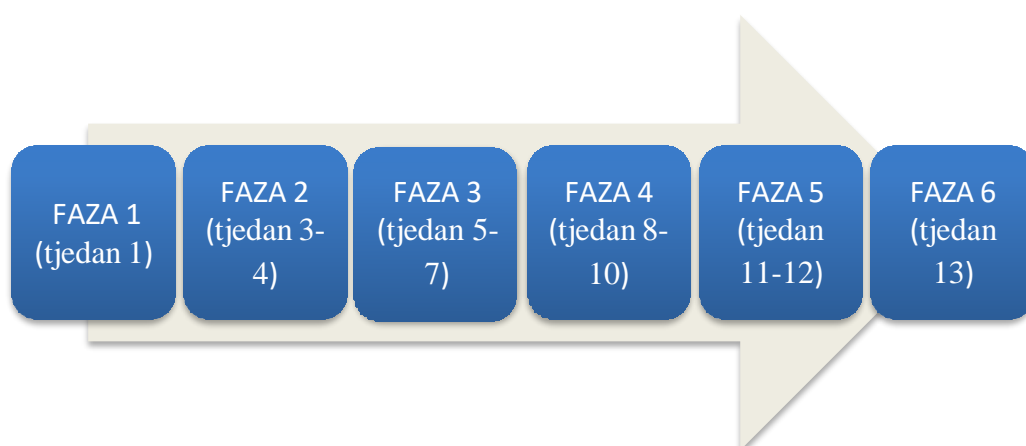 FAZA 1
(tjedan 1)
FAZA 2
(tjedan 3-
4)
FAZA 3
(tjedan 5-
7)
FAZA 4
(tjedan 8-
10)
FAZA 5
(tjedan
11-12)
FAZA 6
(tjedan
13)